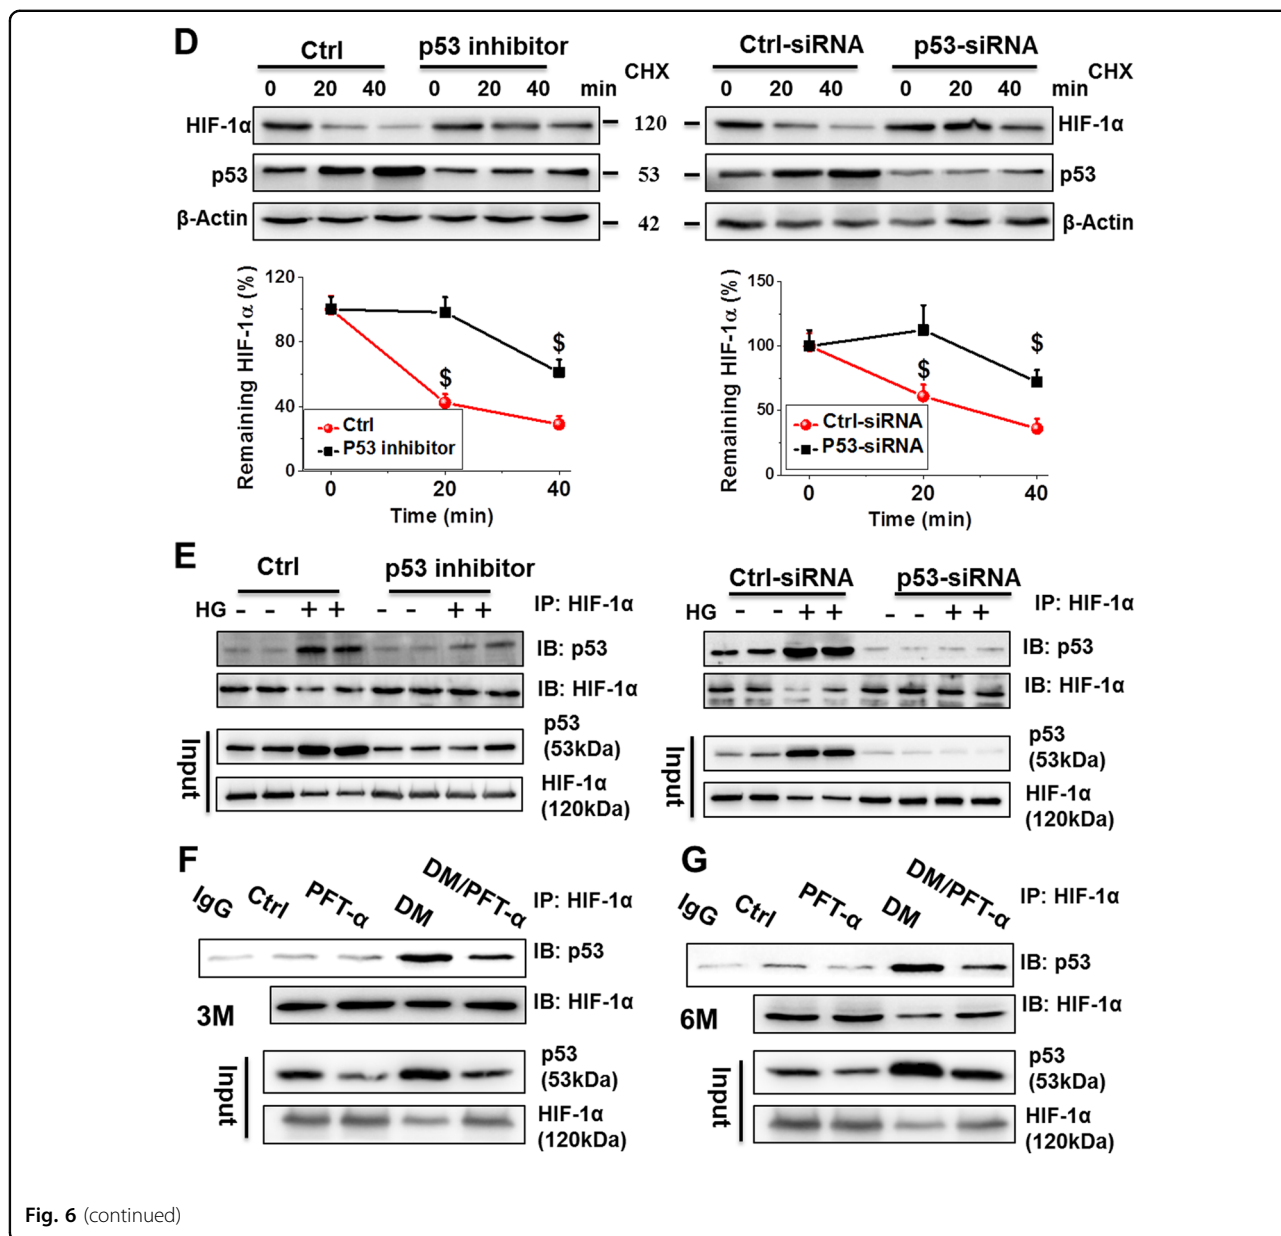 D
Ctrl p53 inhibitor
CHX
0 20 40 0 20 40 min
HIF-1α
120
p53
53
β-Actin
42
Ctrl-siRNA p53-siRNA
CHX
0 20 40 0 20 40 min
HIF-1α
p53
β-Actin
Remaining HIF-1α (%)
120
80
40
0
$
$
Ctrl
P53 inhibitor
0 20 40
Time (min)
Remaining HIF-1α (%)
150
100
50
0
$
$
Ctrl-siRNA
P53-siRNA
0 20 40
Time (min)
E
Ctrl p53 inhibitor
HG - - + + - - + + IP: HIF-1α
IB: p53
IB: HIF-1α
Input
p53
(53kDa)
HIF-1α
(120kDa)
Ctrl-siRNA p53-siRNA
HG - - + + - - + + IP: HIF-1α
IB: p53
IB: HIF-1α
Input
p53
(53kDa)
HIF-1α
(120kDa)
F
IgG Ctrl PFT-α DM DM/PFT-α IP: HIF-1α
IB: p53
IB: HIF-1α
3M
Input
p53
(53kDa)
HIF-1α
(120kDa)
G
IgG Ctrl PFT-α DM DM/PFT-α IP: HIF-1α
IB: p53
IB: HIF-1α
6M
Input
p53
(53kDa)
HIF-1α
(120kDa)
Fig. 6 (continued)